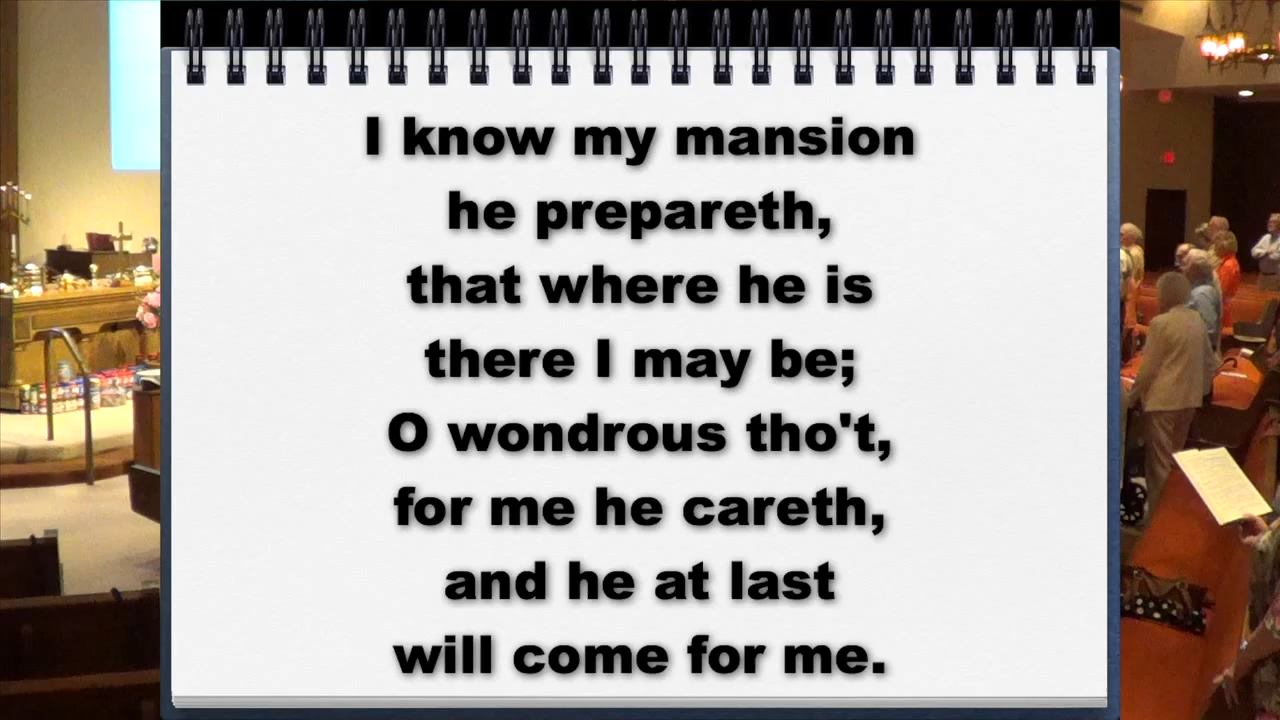 I know my mansion
he prepareth,
that where he is
there I may be;
O wondrous tho't,
for me he careth,
and he at last
will come for me.